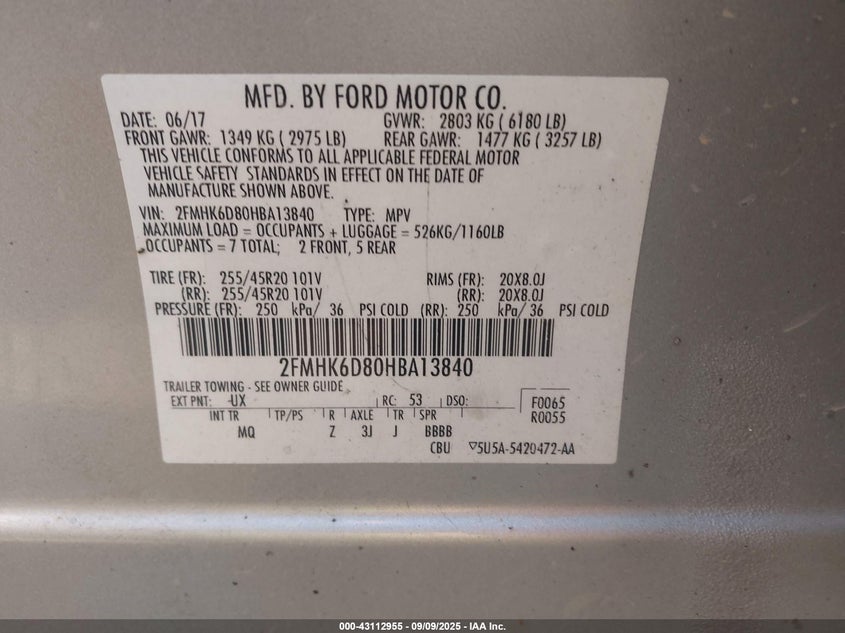 MFD. BY FORD MOTOR CO.
DATE: 06/17 GVWR: 2803 KG ( 6180 LB)
FRONT GAWR: 1349 KG ( 2975 LB) REAR GAWR: 1477 KG ( 3257 LB)
THIS VEHICLE CONFORMS TO ALL APPLICABLE FEDERAL MOTOR
VEHICLE SAFETY STANDARDS IN EFFECT ON THE DATE OF
MANUFACTURE SHOWN ABOVE.
VIN: 2FMHK6D80HBA13840 TYPE: MPV
MAXIMUM LOAD = OCCUPANTS + LUGGAGE = 526KG/1160LB
OCCUPANTS = 7 TOTAL; 2 FRONT, 5 REAR
TIRE (FR): 255/45R20 101V RIMS (FR): 20X8.0J
(RR): 255/45R20 101V (RR): 20X8.0J
PRESSURE (FR): 250 kPa/ 36 PSI COLD (RR): 250 kPa/ 36 PSI COLD
2FMHK6D80HBA13840
TRAILER TOWING - SEE OWNER GUIDE
EXT PNT: UX RC: 53 DSO: F0065
INT TR TP/PS R AXLE TR SPR R0055
MQ Z 3J J BBBB
CBU ▽5U5A-5420472-AA
000-43112955 - 09/09/2025 - IAA Inc.